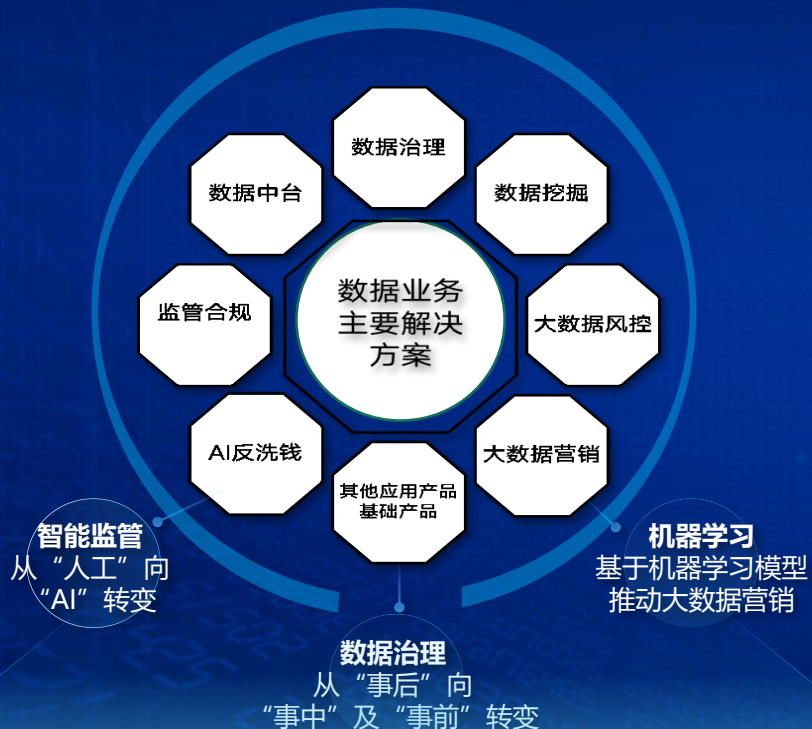 数据治理
数据中台
数据挖掘
数据业务
主要解决
方案
监管合规
大数据风控
AI反洗钱
大数据营销
其他应用产品
基础产品
智能监管
从“人工”向
“AI”转变
机器学习
基于机器学习模型
推动大数据营销
数据治理
从“事后”向
“事中”及“事前”转变